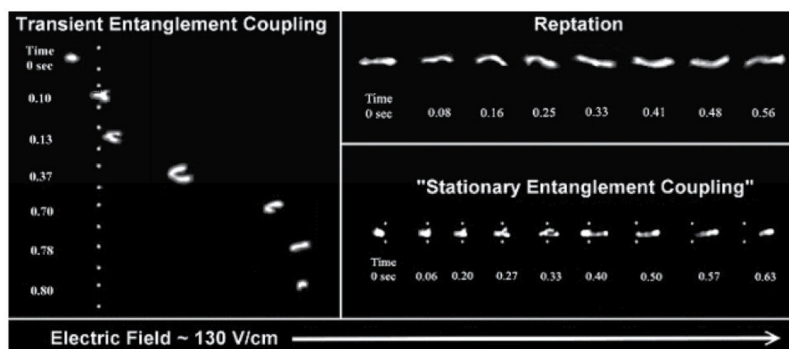 Transient Entanglement Coupling
Time
0 sec
0.10
0.13
0.37
0.70
0.78
0.80
Reptation
Time
0 sec 0.08 0.16 0.25 0.33 0.41 0.48 0.56
"Stationary Entanglement Coupling"
Time
0 sec 0.06 0.20 0.27 0.33 0.40 0.50 0.57 0.63
Electric Field ~ 130 V/cm